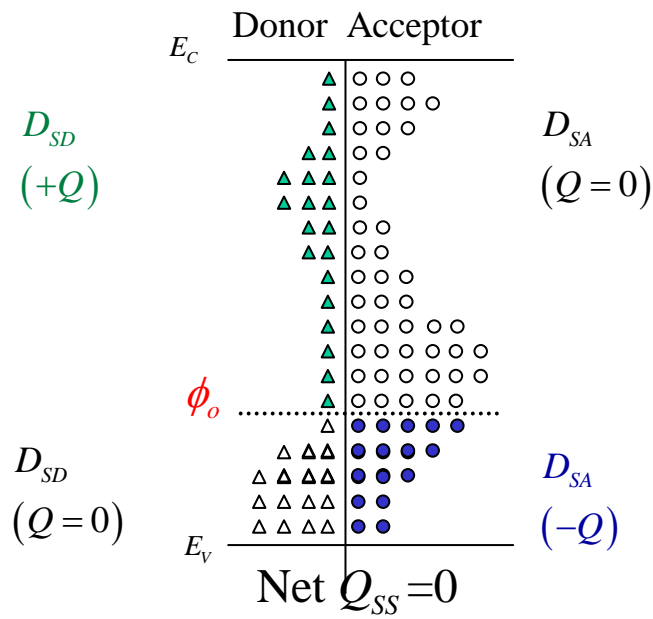 Donor Acceptor
E_C
D_SD
(+Q)
D_SA
(Q = 0)
ϕ_o
D_SD
(Q = 0)
D_SA
(−Q)
E_V
Net Q_SS =0